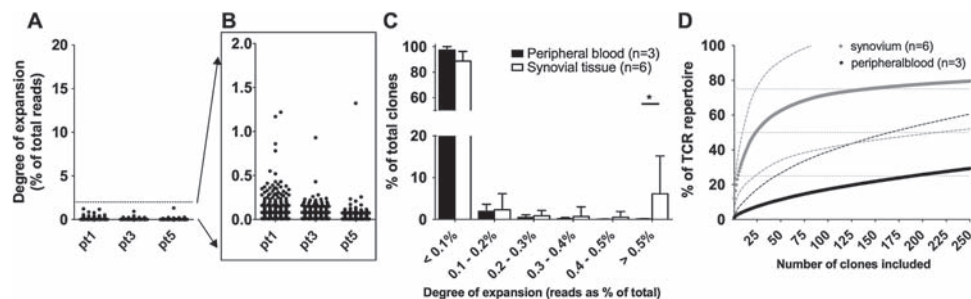 A
Degree of expansion
(% of total reads)
20
15
10
5
0
pt1
pt3
pt5
B
2.0
1.5
1.0
0.5
0.0
pt1
pt3
pt5
C
% of total clones
100
80
60
20
10
0
Peripheral blood (n=3)
Synovial tissue (n=6)
*
< 0.1%
0.1 - 0.2%
0.2 - 0.3%
0.3 - 0.4%
0.4 - 0.5%
> 0.5%
Degree of expansion (reads as % of total)
D
% of TCR repertoire
100
80
60
40
20
0
synovium (n=6)
peripheralblood (n=3)
25
50
75
100
125
150
175
200
225
250
Number of clones included